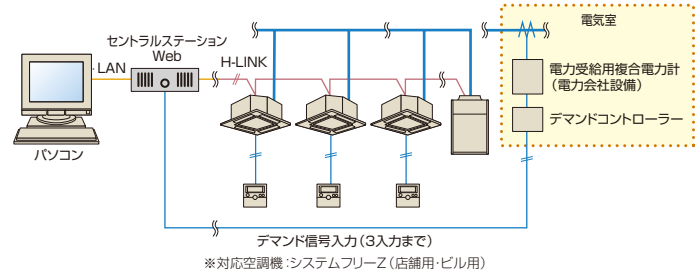 電気室
セントラルステーション
Web
H-LINK
LAN
電力受給用複合電力計
（電力会社設備）
デマンドコントローラー
パソコン
デマンド信号入力（3入力まで）
※対応空調機：システムフリーZ（店舗用・ビル用）